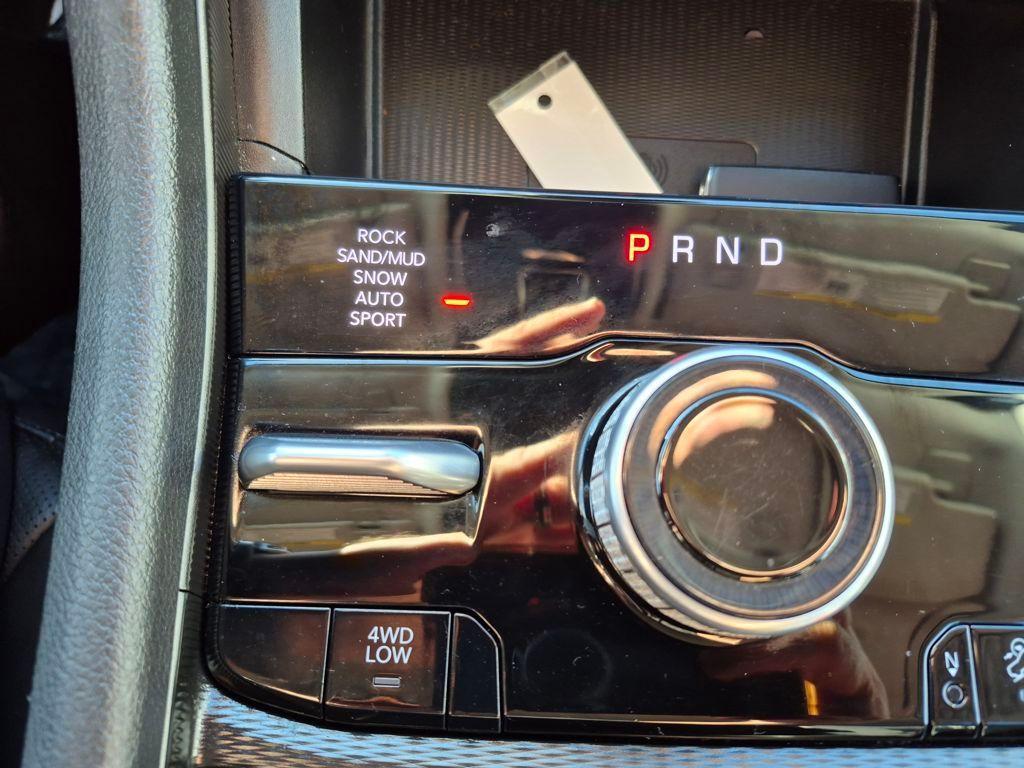 ROCK
SAND/MUD
SNOW
AUTO
SPORT
P R N D
4WD
LOW
N